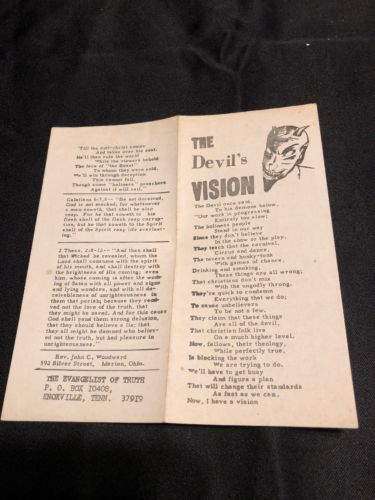 "Till the anti-christ comes
And takes over his seat.
He'll then rule the world
While the viewers behold
The face of "the Beast"
To whom they were sold.
We'll win through deception
This cannot fail,
Though some "holiness" preachers
Against it will rail."
Galatians 6:7,8--"Be not deceived,
God is not mocked, for whatsoever
a man soweth, that shall he also
reap. For he that soweth to his
flesh shall of the flesh reap corrup-
tion, but he that soweth to the Spirit
shall of the Spirit reap life everlast-
ing."
2 Thess. 2:8-12--"And then shall
that Wicked be revealed, whom the
Lord shall consume with the spirit
of his mouth, and shall destroy with
the brightness of His coming: even
him, whose coming is after the work-
ing of Satan with all power and signs
and lying wonders, and with all de-
ceivableness of unrighteousness in
them that perish; because they receiv-
ed not the love of the truth, that
they might be saved. And for this cause
God shall send them strong delusion,
that they should believe a lie; that
they all might be damned who believ-
ed not the truth, but had pleasure in
unrighteousness."
Rev. John C. Woodward
592 Silver Street, Marion, Ohio.
THE EVANGELIST OF TRUTH
P. O. BOX 10408,
KNOXVILLE, TENN. 37919
THE
Devil's
VISION
The Devil once said,
To his demons below,
"Our work is progressing
Entirely too slow;
The holiness people
Stand in our way
Since they don't believe
In the show or the play.
They teach that the carnival,
Circus and dance,
The tavern and honky-tonk
With games of chance,
Drinking and smoking,
These things are all wrong;
That christians don't mix
With the ungodly throng.
They're quick to condemn
Everything that we do;
To cause unbelievers
To be not a few.
They claim that these things
Are all of the devil,
That christian folk live
On a much higher level.
Now, fellows, their theology,
While perfectly true,
Is blocking the work
We are trying to do.
We'll have to get busy
And figure a plan
That will change their standards
As fast as we can,
Now, I have a vision